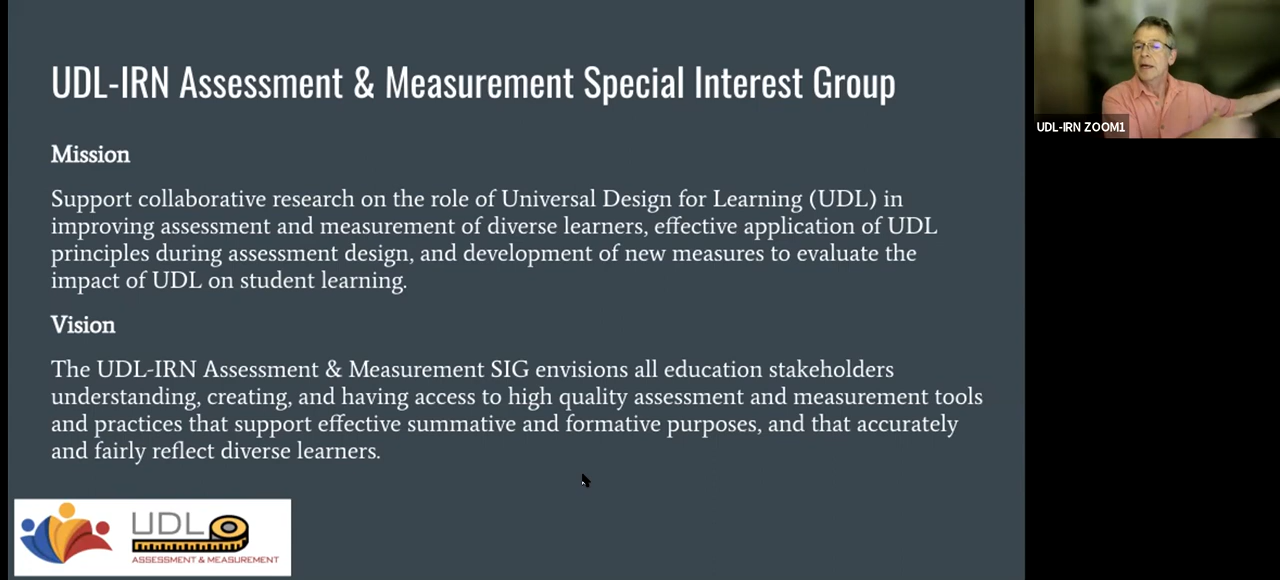 UDL-IRN Assessment & Measurement Special Interest Group
Mission
Support collaborative research on the role of Universal Design for Learning (UDL) in
improving assessment and measurement of diverse learners, effective application of UDL
principles during assessment design, and development of new measures to evaluate the
impact of UDL on student learning.
Vision
The UDL-IRN Assessment & Measurement SIG envisions all education stakeholders
understanding, creating, and having access to high quality assessment and measurement tools
and practices that support effective summative and formative purposes, and that accurately
and fairly reflect diverse learners.
UDL
ASSESSMENT & MEASUREMENT
UDL-IRN ZOOM1